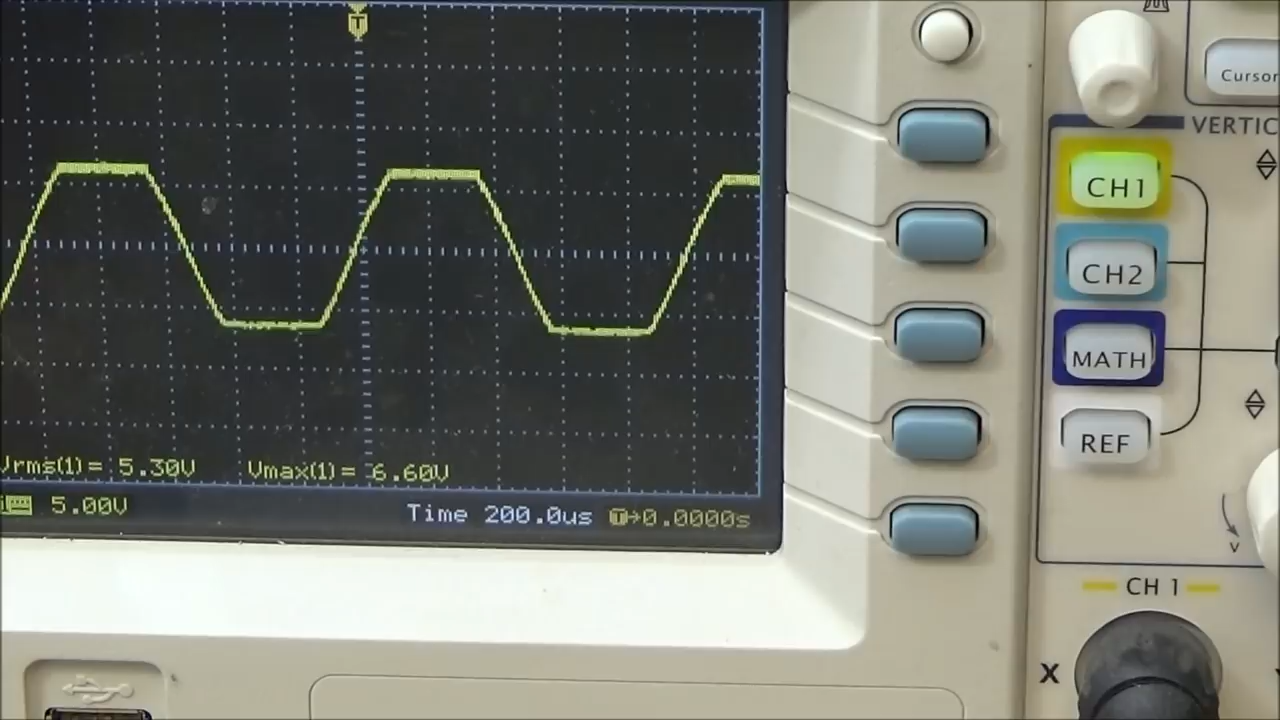 T
Cursor
VERTIC
CH1
CH2
MATH
REF
Vrms(1)= 5.30V Vmax(1)= 6.60V
5.00V Time 200.0us T→0.0000s
V
CH 1
X